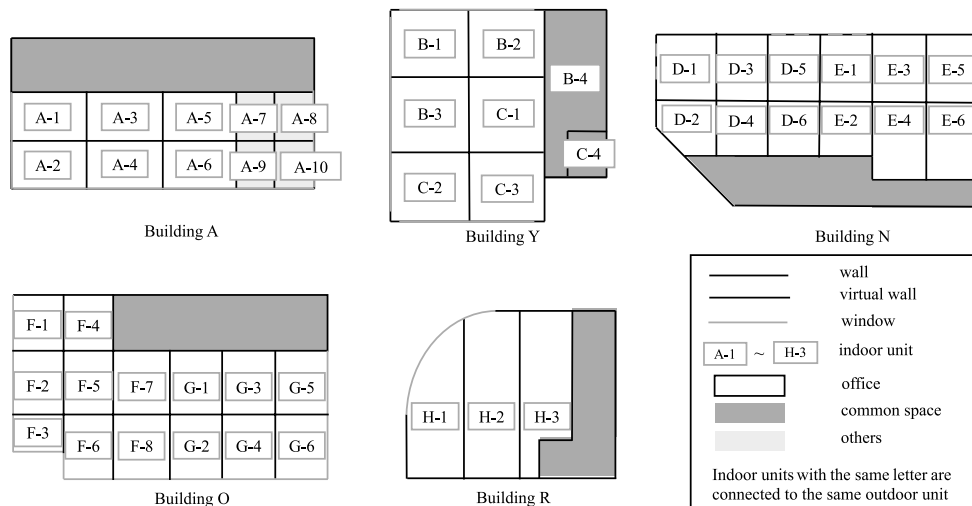 B-1 B-2
B-4
B-3 C-1
C-4
C-2 C-3
Building Y
A-1 A-3 A-5 A-7 A-8
A-2 A-4 A-6 A-9 A-10
Building A
D-1 D-3 D-5 E-1 E-3 E-5
D-2 D-4 D-6 E-2 E-4 E-6
Building N
F-1 F-4
F-2 F-5 F-7 G-1 G-3 G-5
F-3 F-6 F-8 G-2 G-4 G-6
Building O
H-1 H-2 H-3
Building R
wall
virtual wall
window
A-1 ~ H-3 indoor unit
office
common space
others
Indoor units with the same letter are
connected to the same outdoor unit